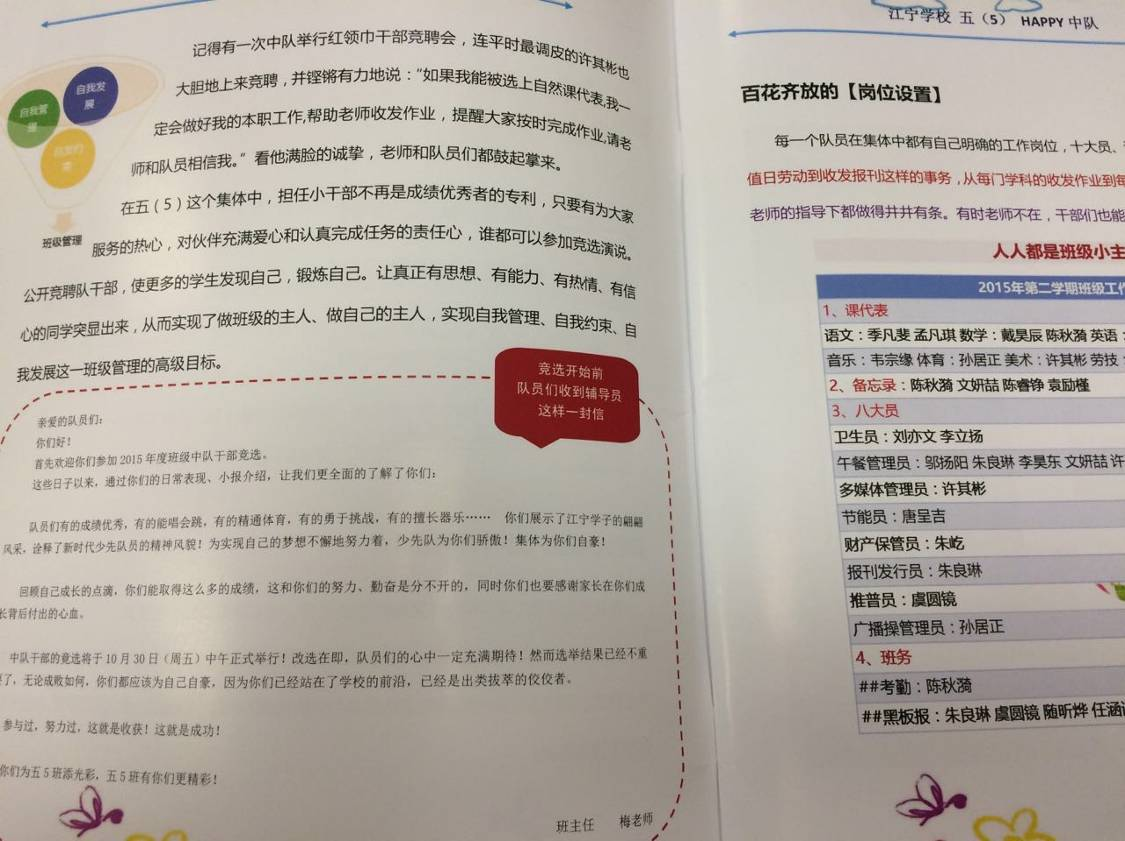 记得有一次中队举行红领巾干部竞聘会，连平时最调皮的许其彬也
大胆地上来竞聘，并铿锵有力地说：“如果我能被选上自然课代表,我一
定会做好我的本职工作,帮助老师收发作业，提醒大家按时完成作业,请老
师和队员相信我。”看他满脸的诚挚，老师和队员们都鼓起掌来。
在五（5）这个集体中，担任小干部不再是成绩优秀者的专利，只要有为大家
服务的热心，对伙伴充满爱心和认真完成任务的责任心，谁都可以参加竞选演说。
公开竞聘队干部，使更多的学生发现自己，锻炼自己。让真正有思想、有能力、有热情、有信
心的同学突显出来，从而实现了做班级的主人、做自己的主人，实现自我管理、自我约束、自
我发展这一班级管理的高级目标。
自我发
展
自我管
理
自我约
束
班级管理
竞选开始前
队员们收到辅导员
这样一封信
亲爱的队员们：
你们好！
首先欢迎你们参加 2015 年度班级中队干部竞选。
这些日子以来，通过你们的日常表现、小报介绍，让我们更全面的了解了你们：
队员们有的成绩优秀，有的能唱会跳，有的精通体育，有的勇于挑战，有的擅长器乐…… 你们展示了江宁学子的翩翩
风采，诠释了新时代少先队员的精神风貌！为实现自己的梦想不懈地努力着，少先队为你们骄傲！集体为你们自豪！
回顾自己成长的点滴，你们能取得这么多的成绩，这和你们的努力、勤奋是分不开的，同时你们也要感谢家长在你们成
长背后付出的心血。
中队干部的竟选将于 10 月 30 日（周五）中午正式举行！改选在即，队员们的心中一定充满期待！然而选举结果已经不重
要了，无论成败如何，你们都应该为自己自豪，因为你们已经站在了学校的前沿，已经是出类拔萃的佼佼者。
参与过，努力过，这就是收获！这就是成功！
你们为五 5 班添光彩，五 5 班有你们更精彩！
班主任 梅老师
江宁学校 五（5） HAPPY 中队
百花齐放的【岗位设置】
每一个队员在集体中都有自己明确的工作岗位，十大员、
值日劳动到收发报刊这样的事务，从每门学科的收发作业到每
老师的指导下都做得井井有条。有时老师不在，干部们也能
人人都是班级小主
2015年第二学期班级工作
1、课代表
语文：季凡斐 孟凡琪 数学：戴昊辰 陈秋漪 英语：
音乐：韦宗缘 体育：孙居正 美术：许其彬 劳技：
2、备忘录：陈秋漪 文妍喆 陈睿铮 袁励槿
3、八大员
卫生员：刘亦文 李立扬
午餐管理员：邬扬阳 朱良琳 李昊东 文妍喆 许
多媒体管理员：许其彬
节能员：唐呈吉
财产保管员：朱屹
报刊发行员：朱良琳
推普员：虞圆镜
广播操管理员：孙居正
4、班务
##考勤：陈秋漪
##黑板报：朱良琳 虞圆镜 随昕烨 任涵